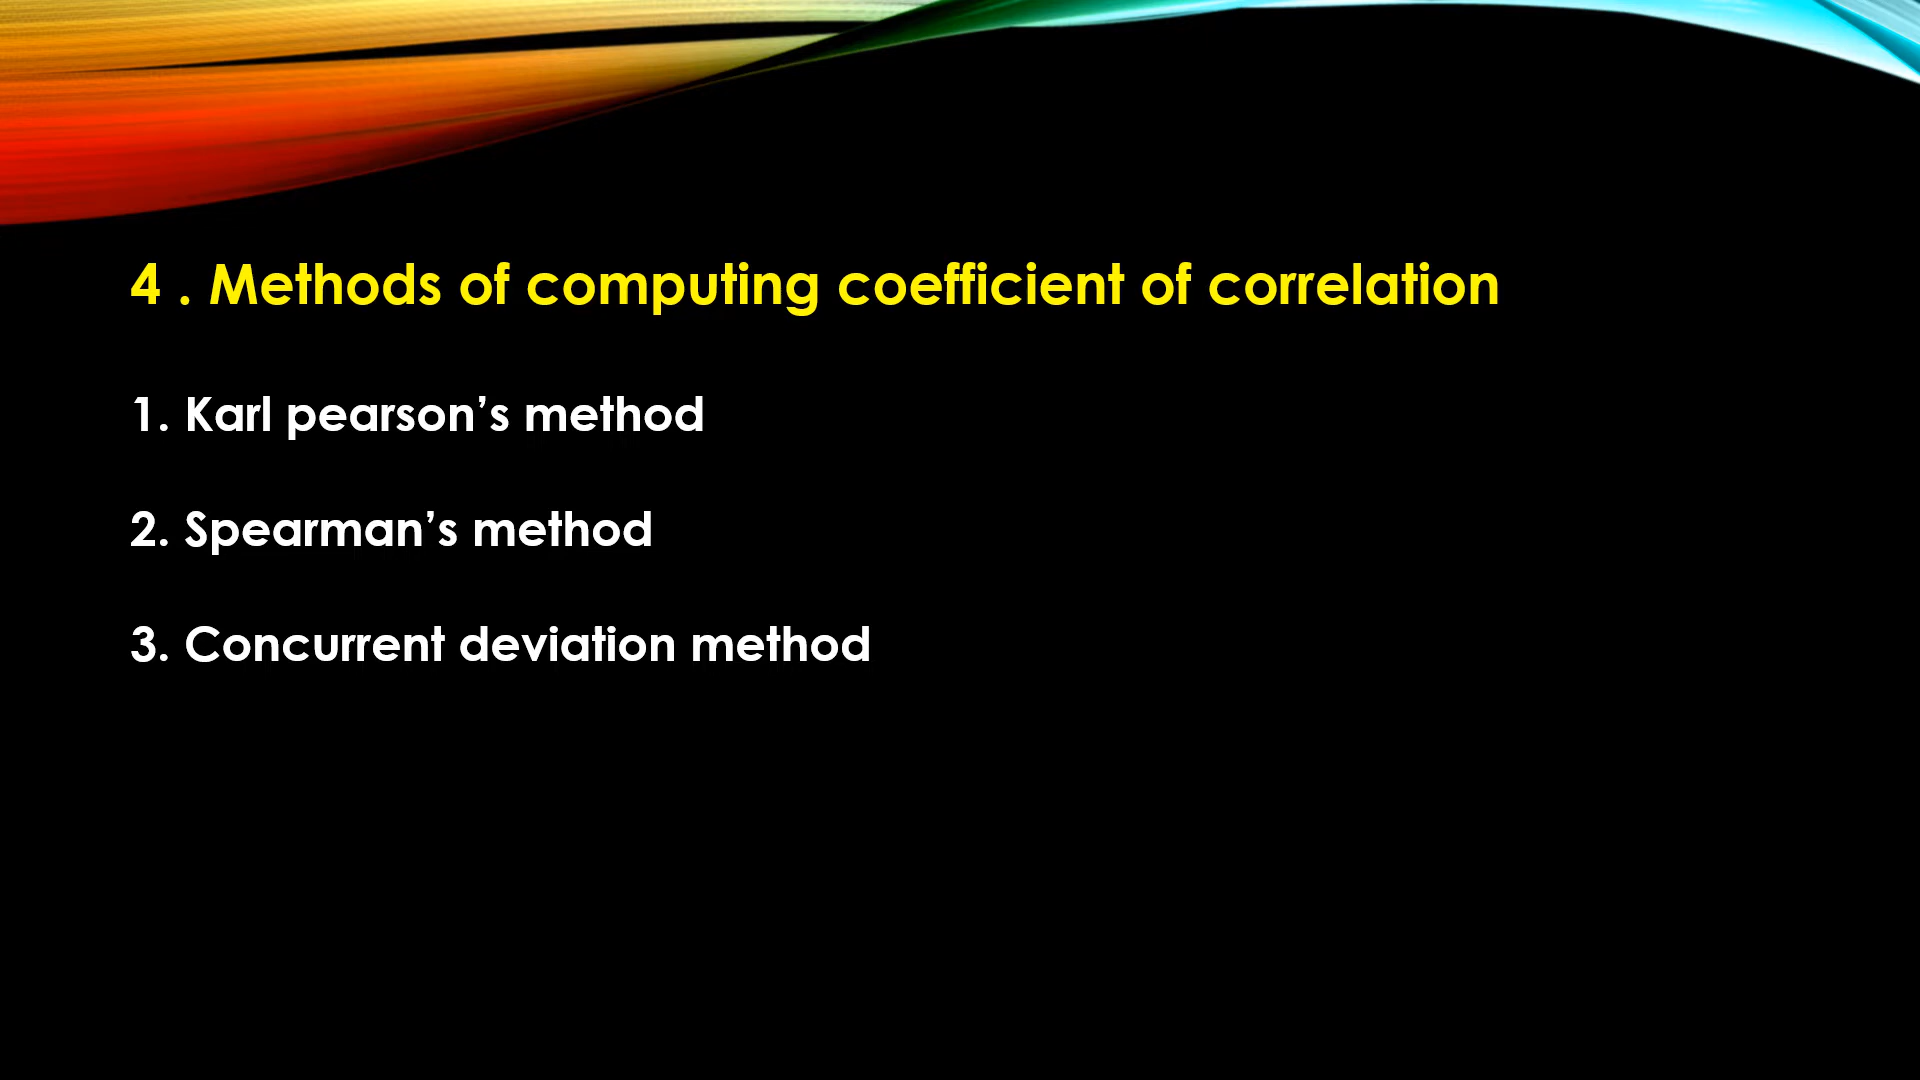 4 . Methods of computing coefficient of correlation
1. Karl pearson’s method
2. Spearman’s method
3. Concurrent deviation method